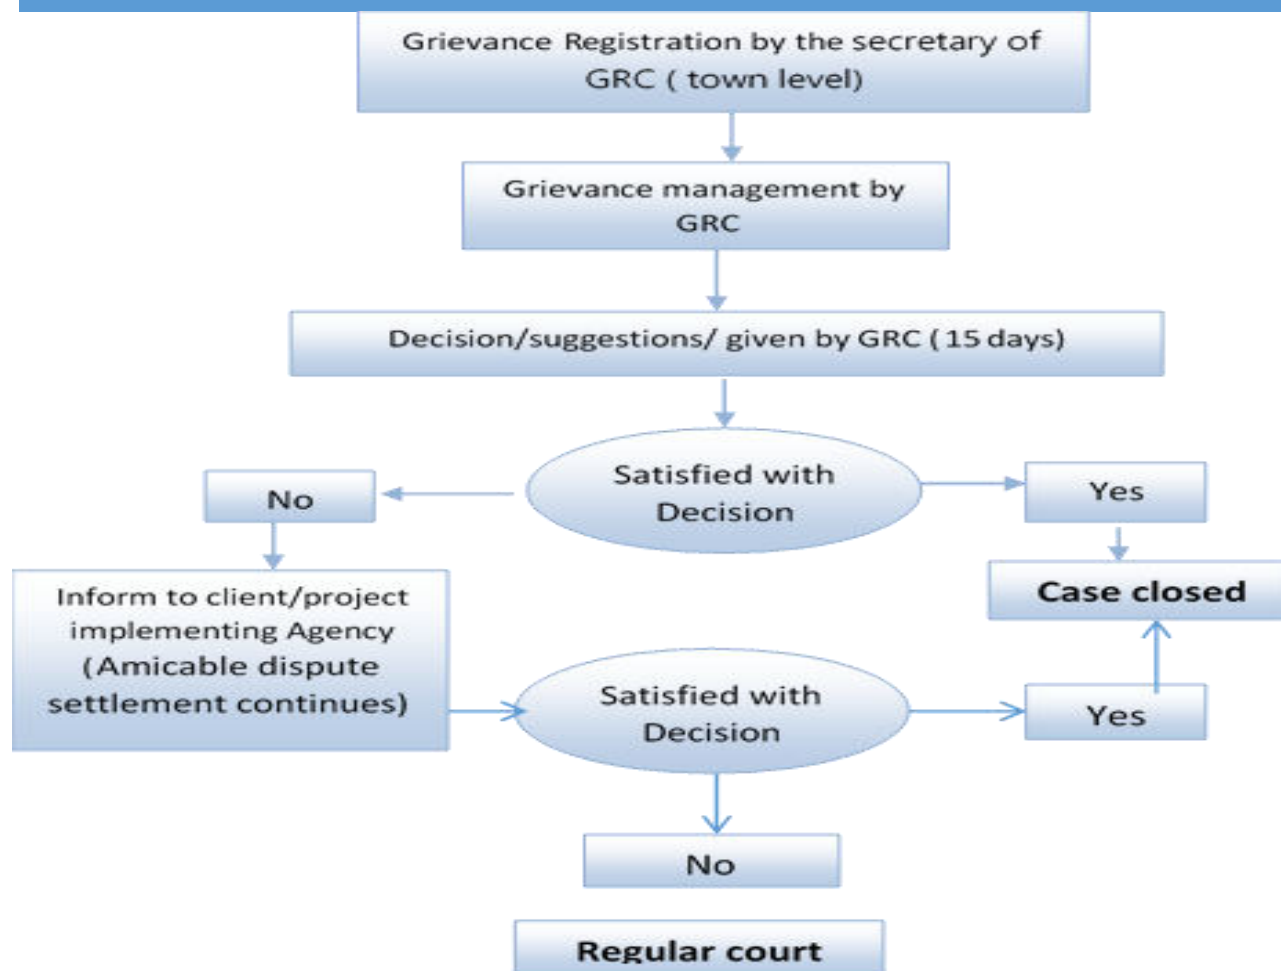 Grievance Registration by the secretary of
GRC ( town level)
Grievance management by
GRC
Decision/suggestions/ given by GRC ( 15 days)
Satisfied with
Decision
No
Yes
Inform to client/project
implementing Agency
(Amicable dispute
settlement continues)
Case closed
Satisfied with
Decision
Yes
No
Regular court